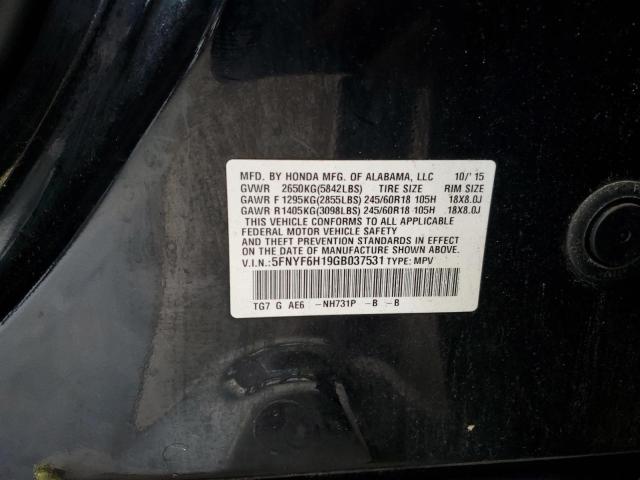 MFD. BY HONDA MFG. OF ALABAMA, LLC 10/'15
GVWR 2650KG(5842LBS) TIRE SIZE RIM SIZE
GAWR F 1295KG(2855LBS) 245/60R18 105H 18X8.0J
GAWR R 1405KG(3098LBS) 245/60R18 105H 18X8.0J
THIS VEHICLE CONFORMS TO ALL APPLICABLE
FEDERAL MOTOR VEHICLE SAFETY
AND THEFT PREVENTION STANDARDS IN EFFECT
ON THE DATE OF MANUFACTURE SHOWN ABOVE.
V.I.N.: 5FNYF6H19GB037531 TYPE: MPV
TG7 G AE6 -NH731P -B -B